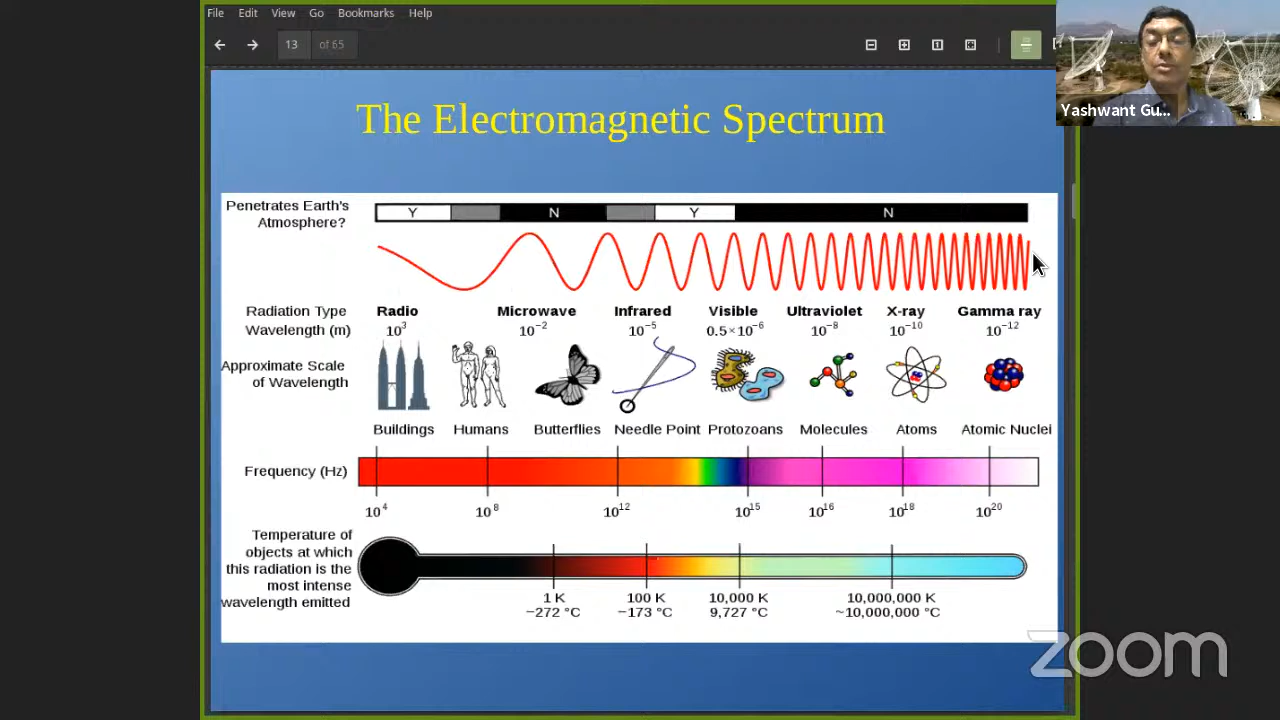 File Edit View Go Bookmarks Help
13 of 65
Yashwant Gu...
The Electromagnetic Spectrum
Penetrates Earth's
Atmosphere?
Y N Y N
Radiation Type Radio Microwave Infrared Visible Ultraviolet X-ray Gamma ray
Wavelength (m) 10³ 10⁻² 10⁻⁵ 0.5×10⁻⁶ 10⁻⁸ 10⁻¹⁰ 10⁻¹²
Approximate Scale
of Wavelength
Buildings Humans Butterflies Needle Point Protozoans Molecules Atoms Atomic Nuclei
Frequency (Hz)
10⁴ 10⁸ 10¹² 10¹⁵ 10¹⁶ 10¹⁸ 10²⁰
Temperature of
objects at which
this radiation is the
most intense
wavelength emitted
1 K 100 K 10,000 K 10,000,000 K
−272 °C −173 °C 9,727 °C ~10,000,000 °C
zoom